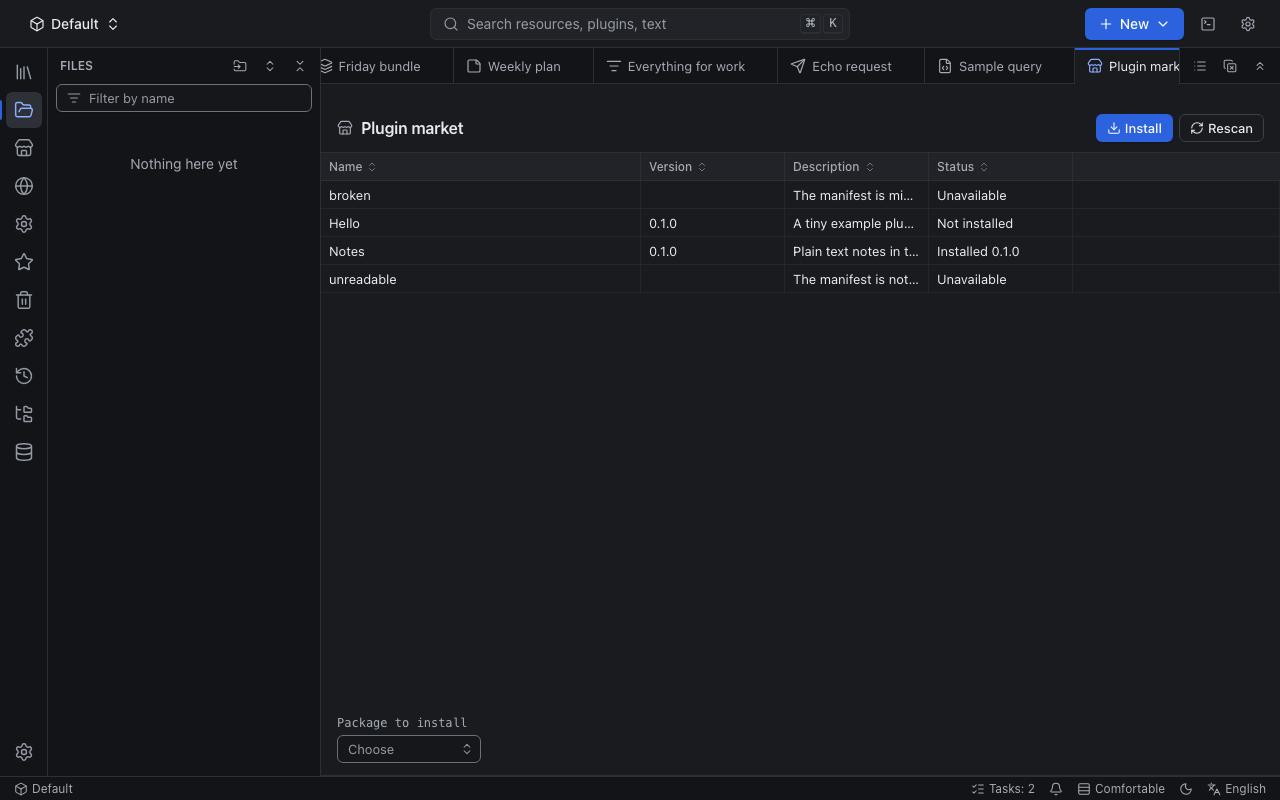 Default
Search resources, plugins, text
⌘ K
New
FILES
Filter by name
Nothing here yet
Friday bundle
Weekly plan
Everything for work
Echo request
Sample query
Plugin mark
Plugin market
Install
Rescan
Name Version Description Status
broken The manifest is mi... Unavailable
Hello 0.1.0 A tiny example plu... Not installed
Notes 0.1.0 Plain text notes in t... Installed 0.1.0
unreadable The manifest is not... Unavailable
Package to install
Choose
Default
Tasks: 2
Comfortable
English